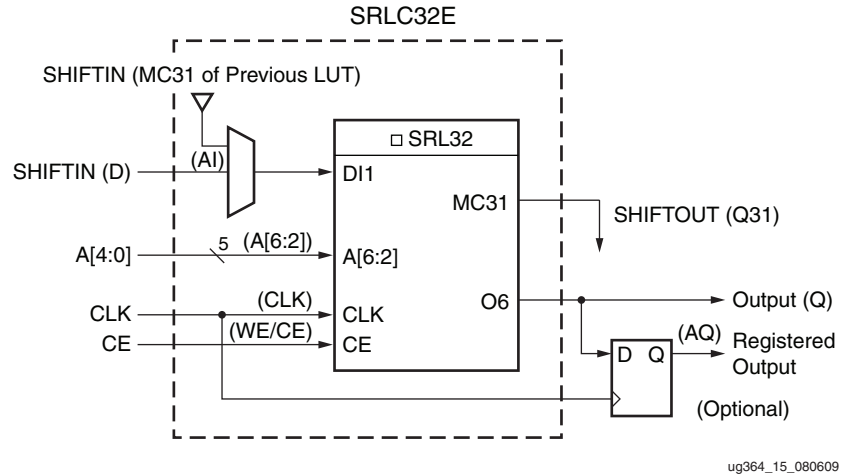 SRLC32E
SHIFTIN (MC31 of Previous LUT)
SRL32
(AI)
SHIFTIN (D)
DI1
MC31
SHIFTOUT (Q31)
5
(A[6:2])
A[4:0]
A[6:2]
(CLK)
O6
Output (Q)
CLK
CLK
(WE/CE)
CE
CE
(AQ)
D Q
Registered
Output
(Optional)
ug364_15_080609